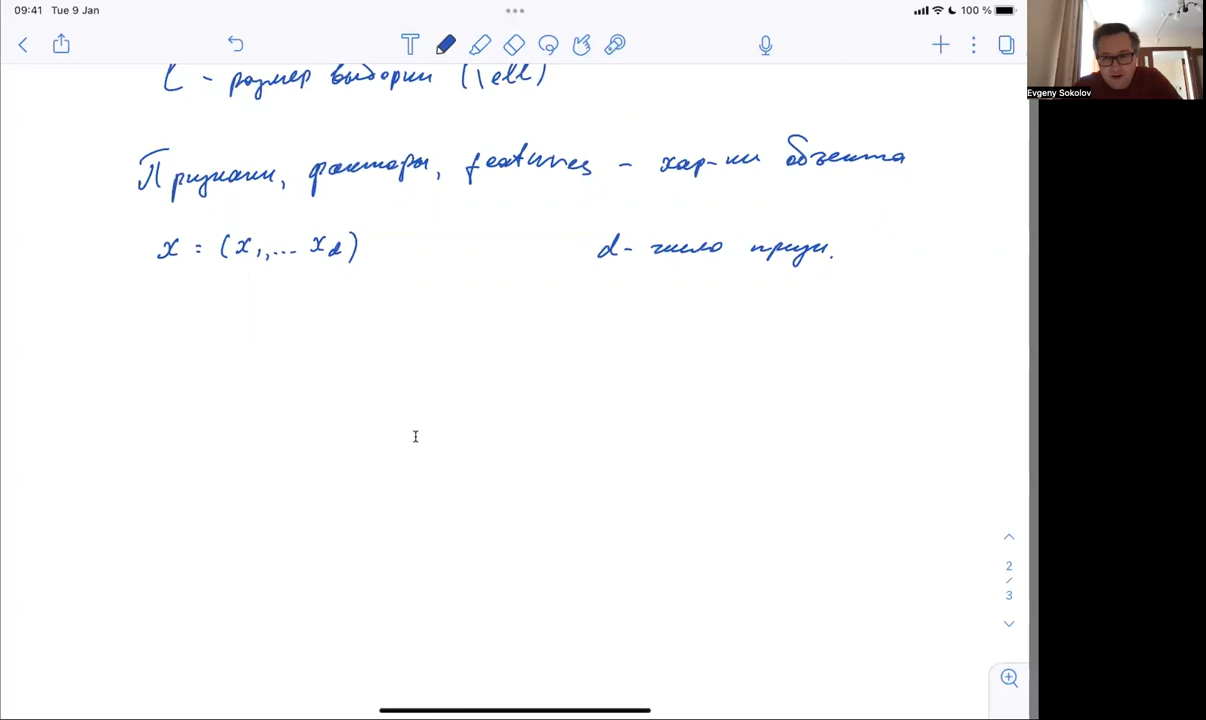 09:41 Tue 9 Jan
100 %
Evgeny Sokolov
ℓ - размер выборки (\ell)
Признаки, факторы, features - хар-ки объекта
x = (x₁,... x_d)
d - число призн.
2
/
3